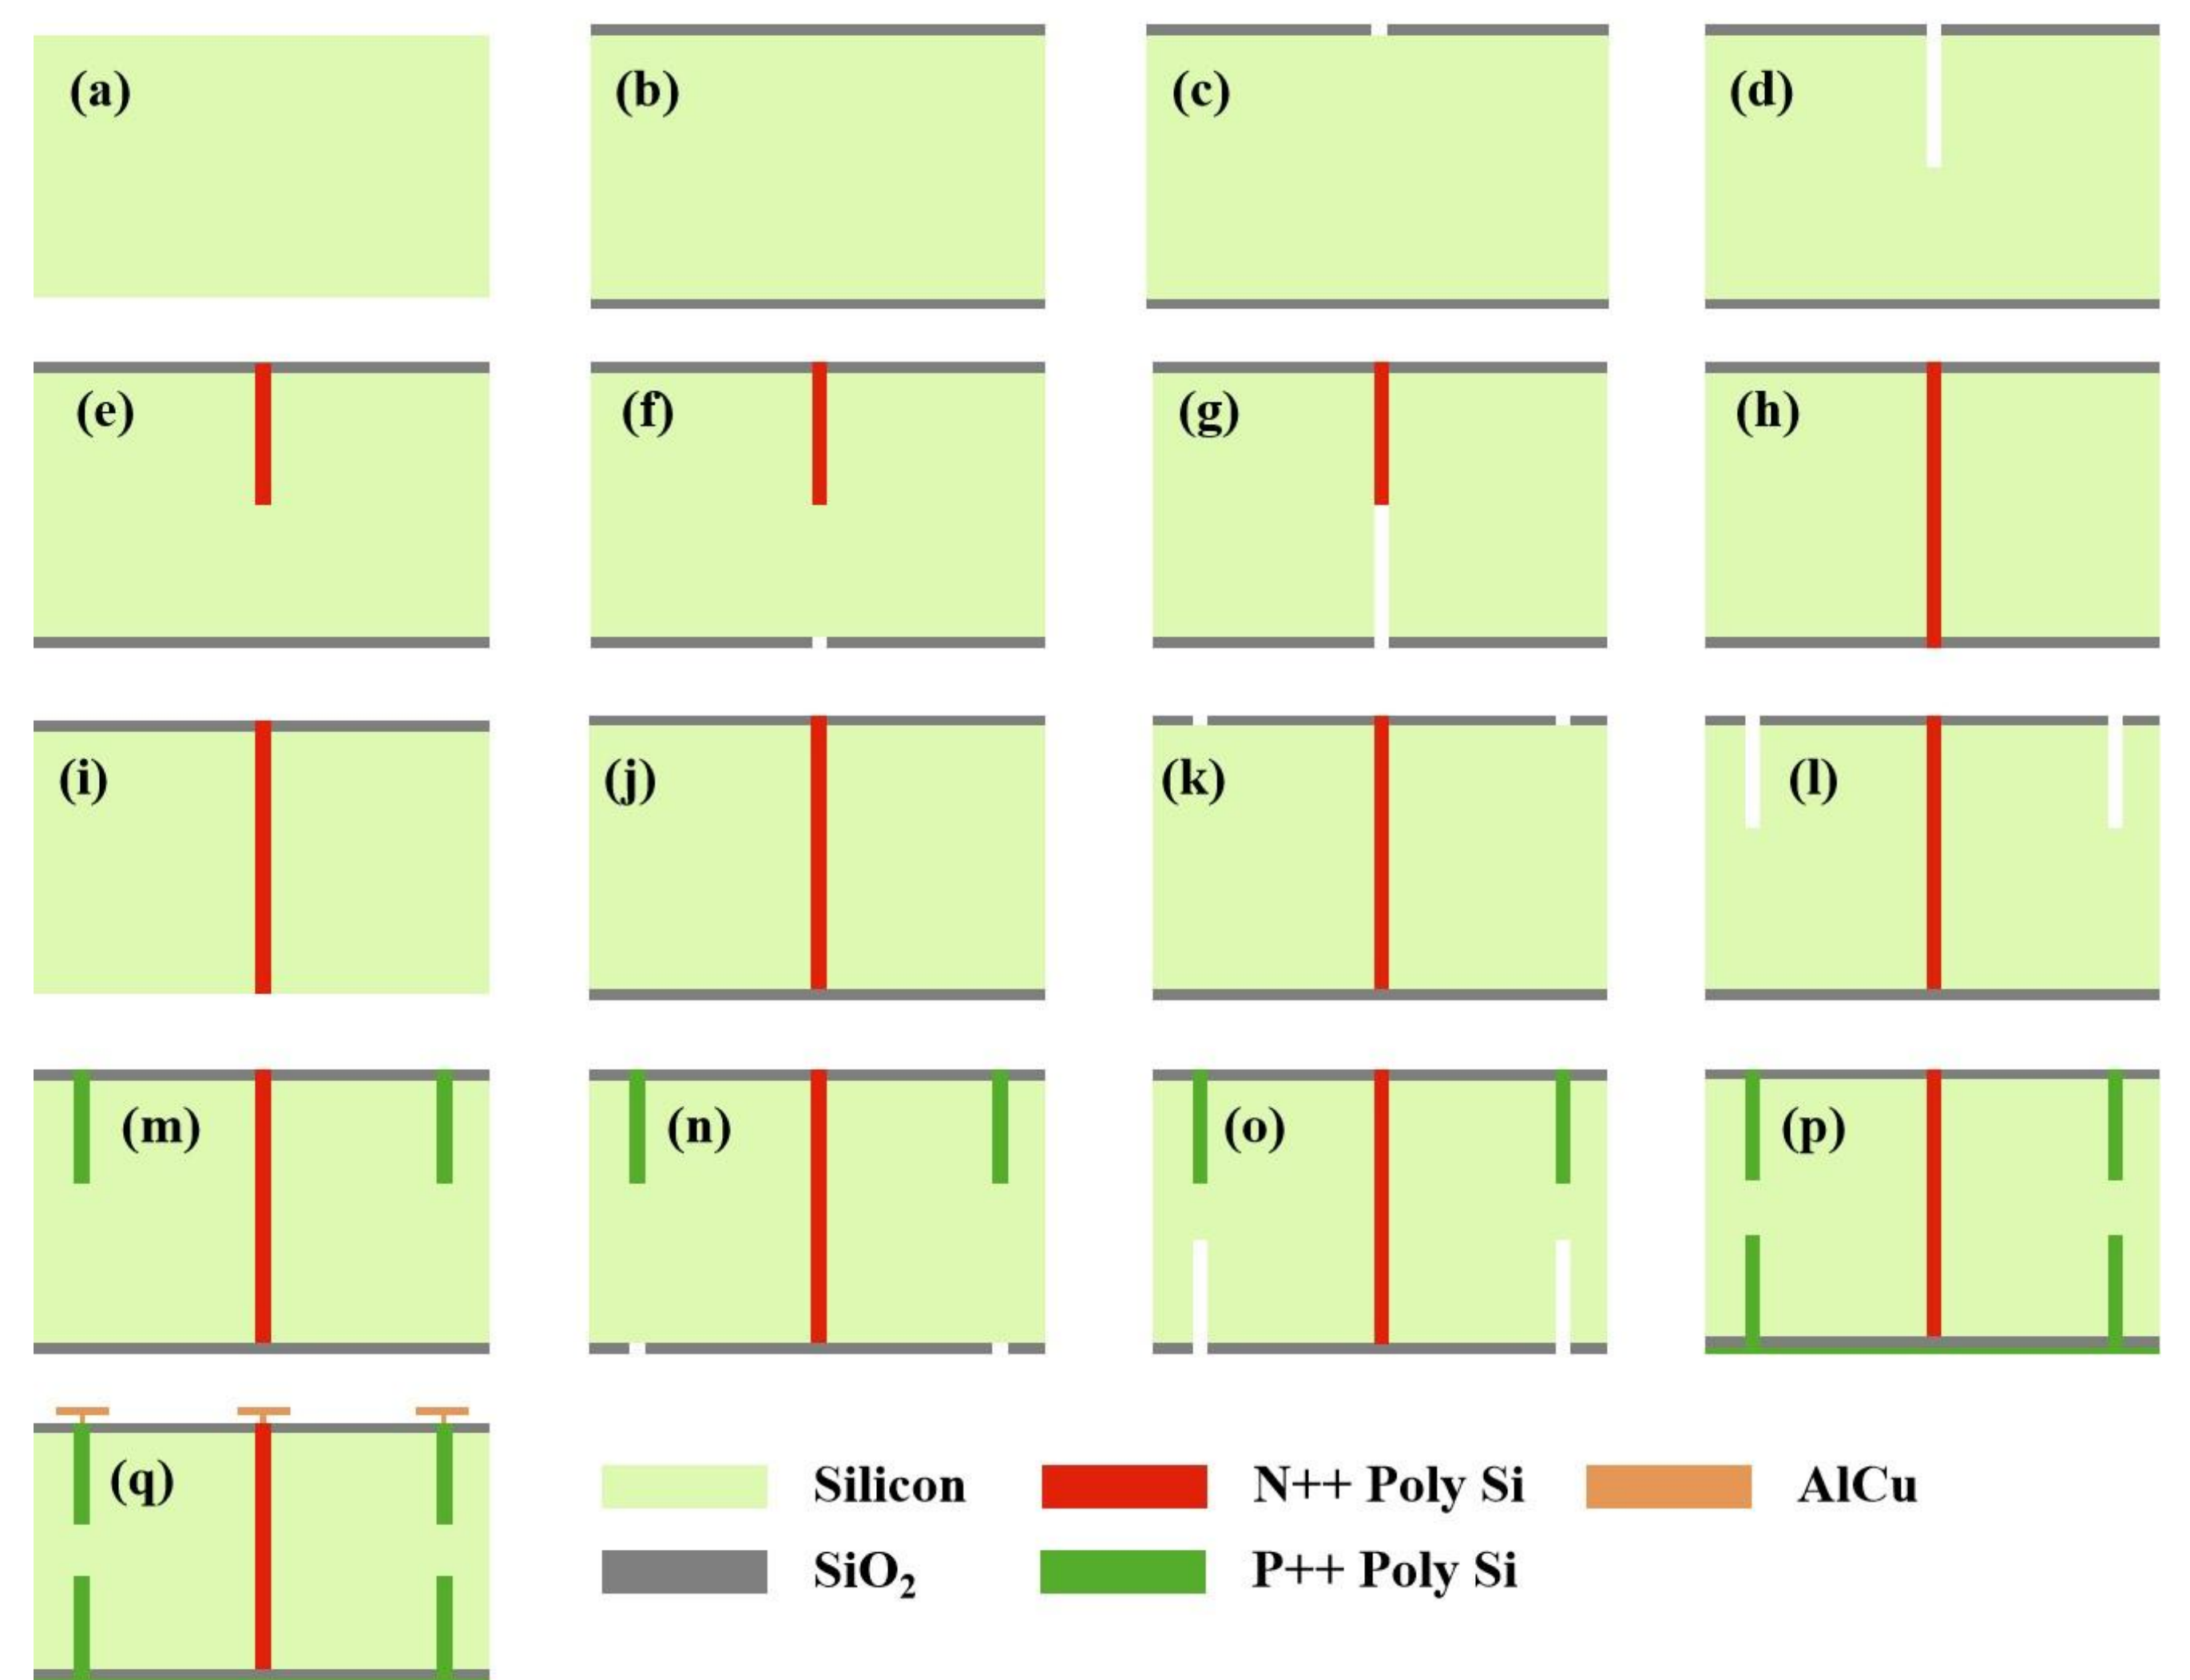 (a) (b) (c) (d)
(e) (f) (g) (h)
(i) (j) (k) (l)
(m) (n) (o) (p)
(q)
Silicon N++ Poly Si AlCu
SiO₂ P++ Poly Si